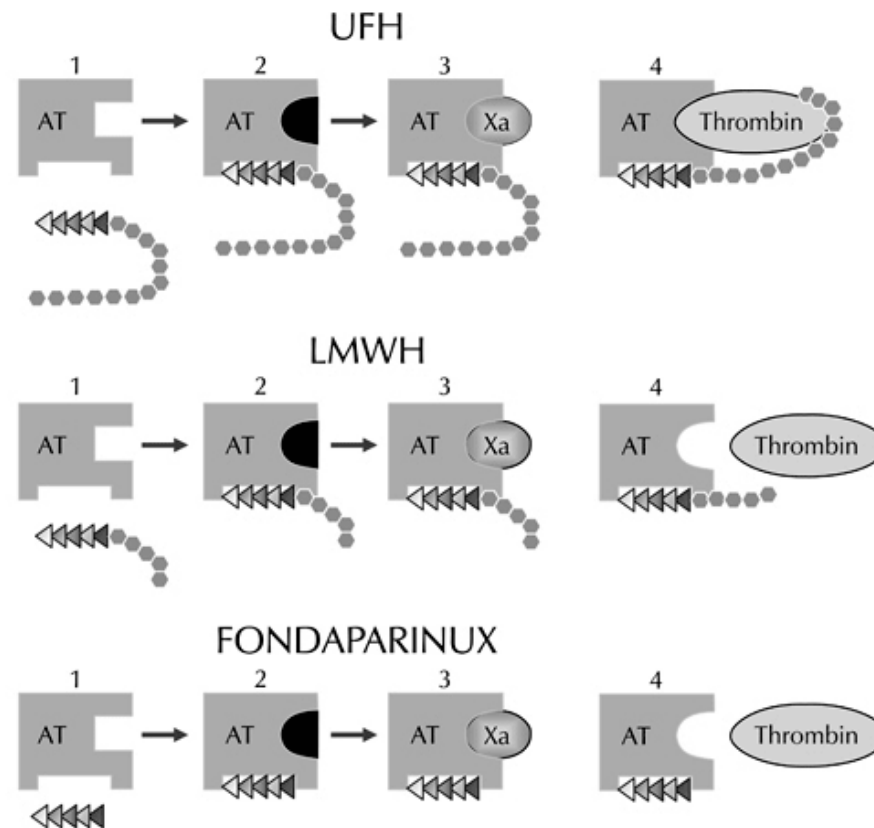 UFH
1 2 3 4
AT AT AT Xa AT Thrombin
LMWH
1 2 3 4
AT AT AT Xa AT Thrombin
FONDAPARINUX
1 2 3 4
AT AT AT Xa AT Thrombin